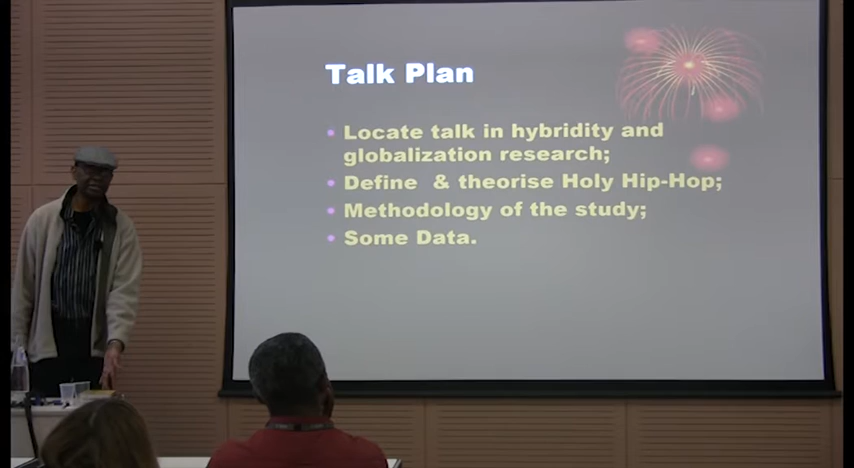 Talk Plan
• Locate talk in hybridity and
globalization research;
• Define & theorise Holy Hip-Hop;
• Methodology of the study;
• Some Data.